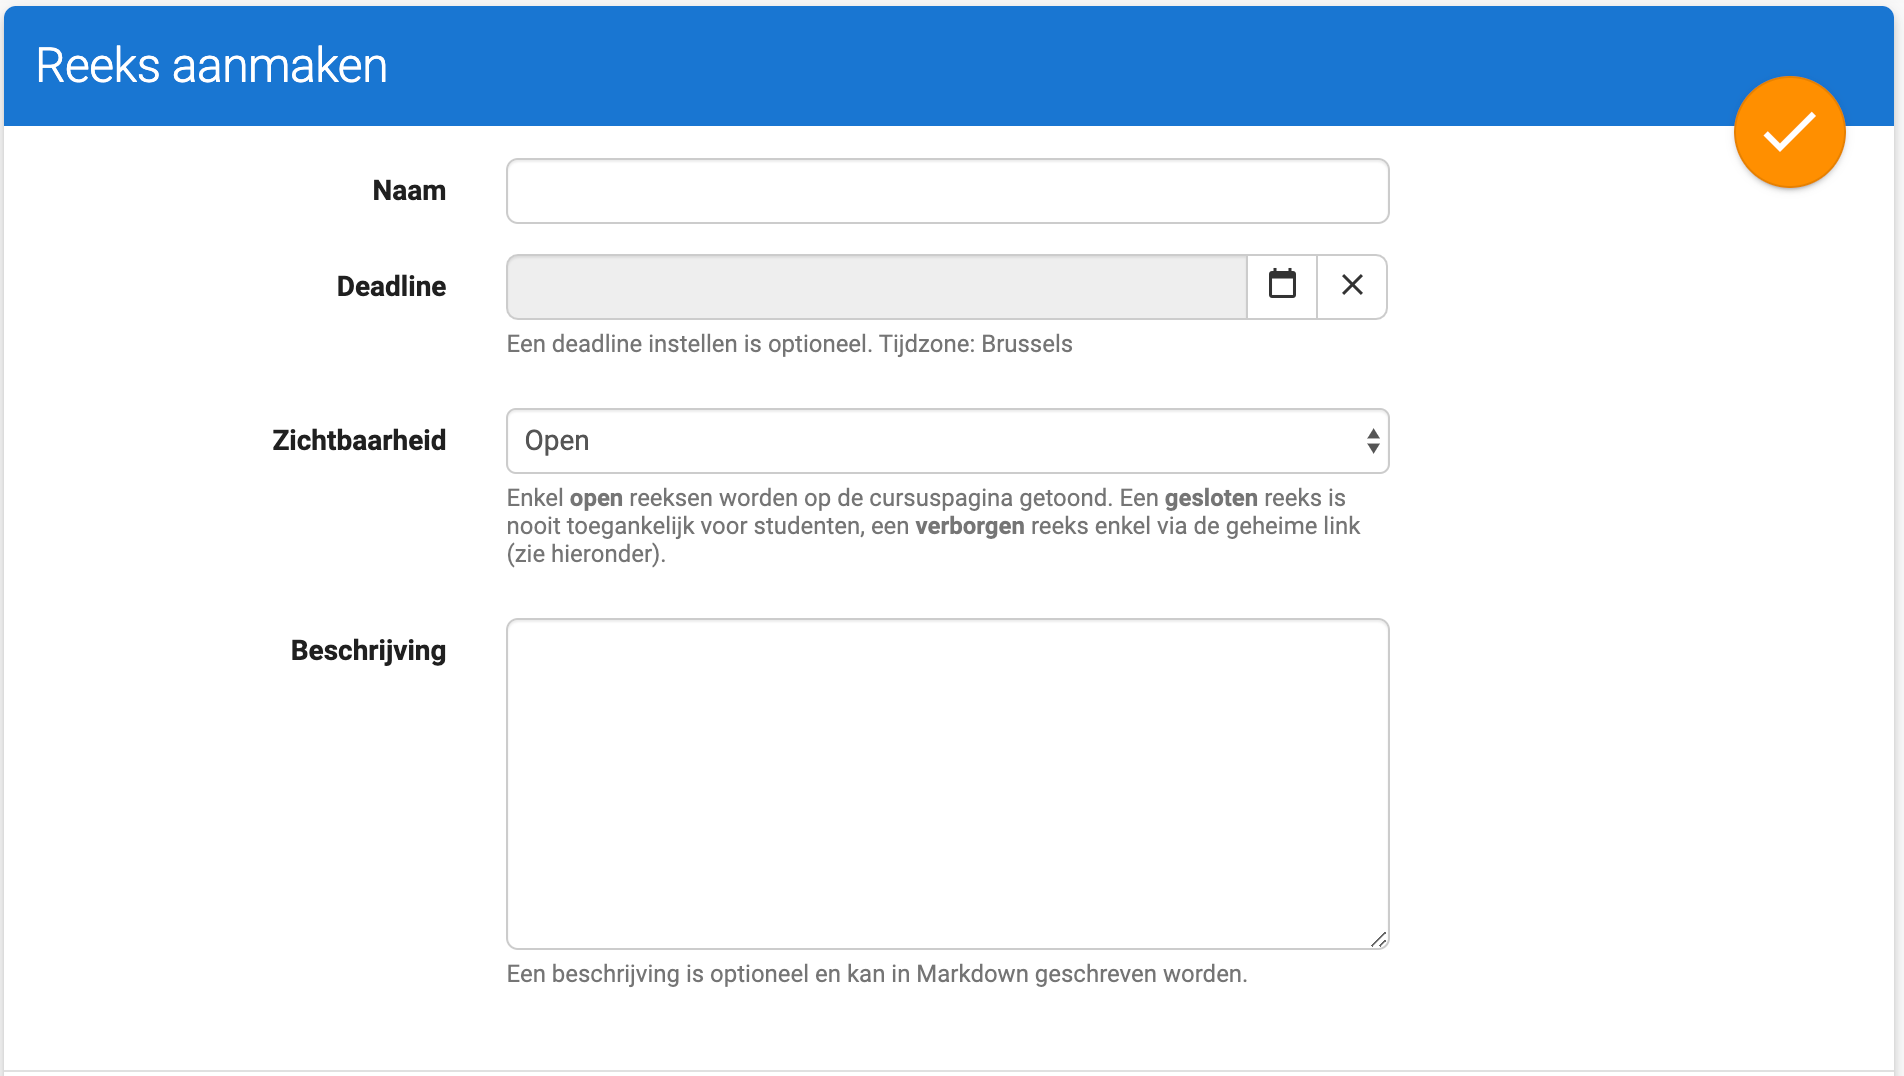 Reeks aanmaken
Naam
Deadline
Een deadline instellen is optioneel. Tijdzone: Brussels
Zichtbaarheid
Open
Enkel open reeksen worden op de cursuspagina getoond. Een gesloten reeks is
nooit toegankelijk voor studenten, een verborgen reeks enkel via de geheime link
(zie hieronder).
Beschrijving
Een beschrijving is optioneel en kan in Markdown geschreven worden.